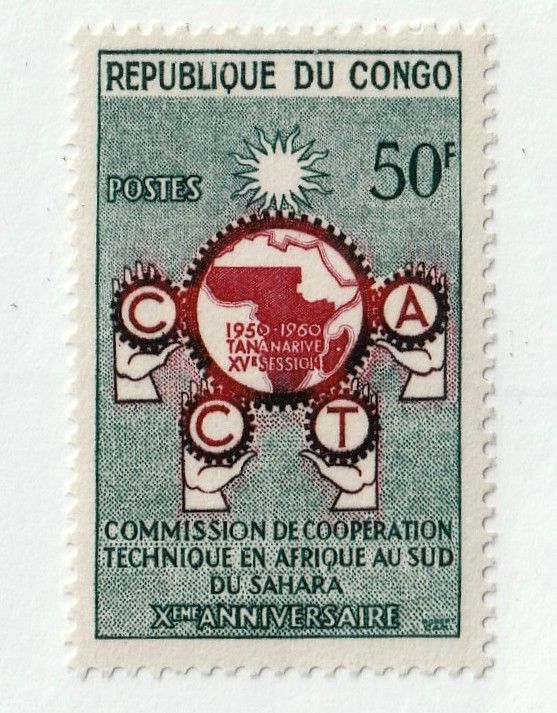 REPUBLIQUE DU CONGO
50F
POSTES
1950-1960
TANANARIVE
XVE SESSION
C
A
C
T
COMMISSION DE COOPERATION
TECHNIQUE EN AFRIQUE AU SUD
DU SAHARA
XEME ANNIVERSAIRE